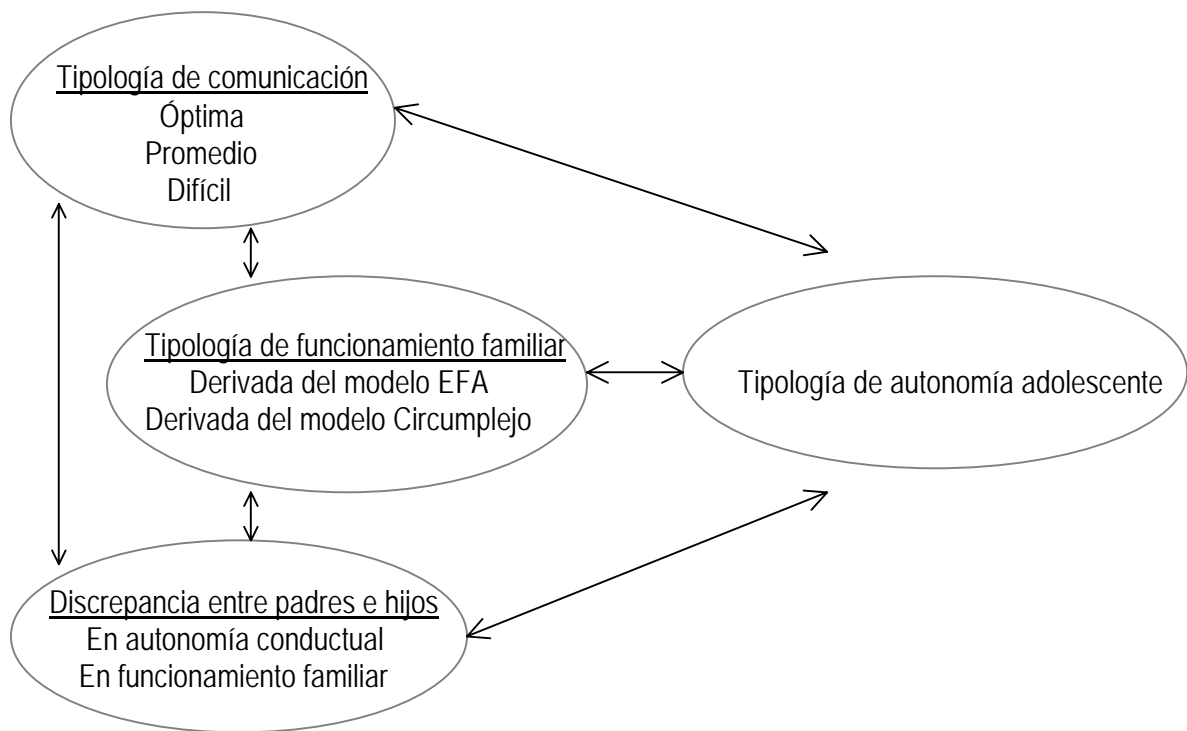 Tipología de comunicación
Óptima
Promedio
Difícil
Tipología de funcionamiento familiar
Derivada del modelo EFA
Derivada del modelo Circumplejo
Tipología de autonomía adolescente
Discrepancia entre padres e hijos
En autonomía conductual
En funcionamiento familiar